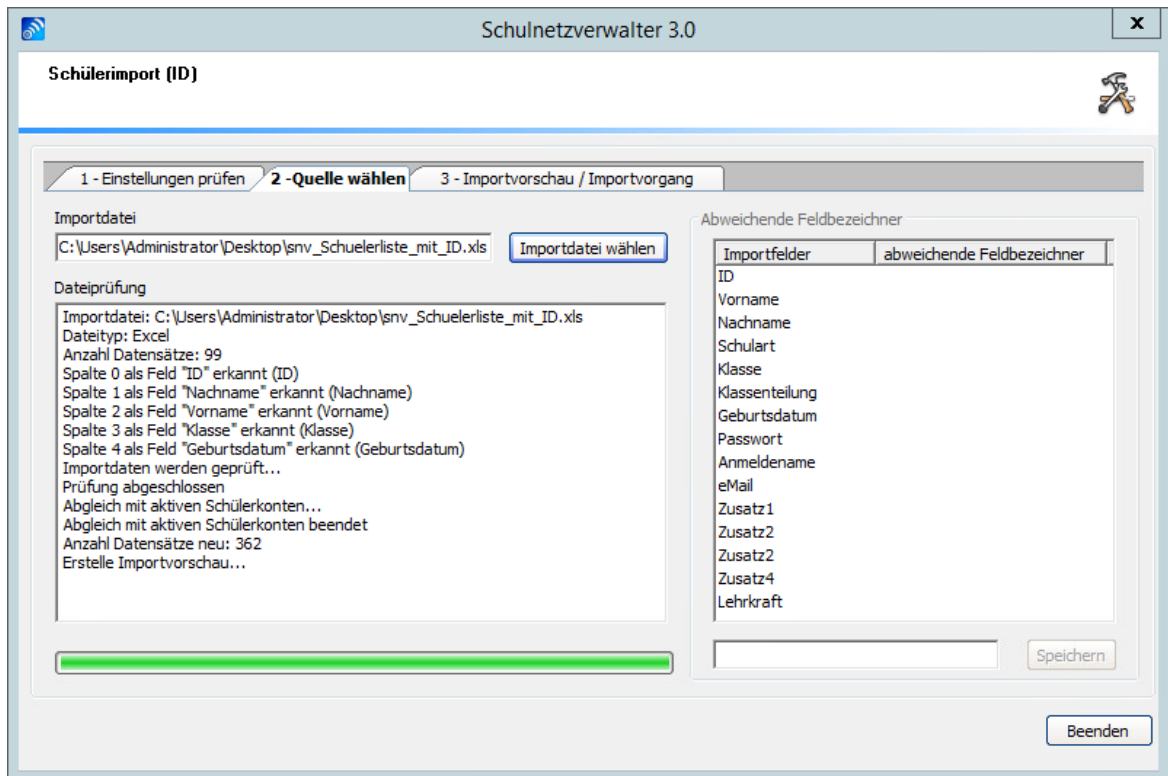 Schulnetzverwalter 3.0
x
Schülerimport (ID)
1 - Einstellungen prüfen
2 -Quelle wählen
3 - Importvorschau / Importvorgang
Importdatei
C:\Users\Administrator\Desktop\snv_Schuelerliste_mit_ID.xls
Importdatei wählen
Dateiprüfung
Importdatei: C:\Users\Administrator\Desktop\snv_Schuelerliste_mit_ID.xls
Dateityp: Excel
Anzahl Datensätze: 99
Spalte 0 als Feld "ID" erkannt (ID)
Spalte 1 als Feld "Nachname" erkannt (Nachname)
Spalte 2 als Feld "Vorname" erkannt (Vorname)
Spalte 3 als Feld "Klasse" erkannt (Klasse)
Spalte 4 als Feld "Geburtsdatum" erkannt (Geburtsdatum)
Importdaten werden geprüft...
Prüfung abgeschlossen
Abgleich mit aktiven Schülerkonten...
Abgleich mit aktiven Schülerkonten beendet
Anzahl Datensätze neu: 362
Erstelle Importvorschau...
Abweichende Feldbezeichner
Importfelder abweichende Feldbezeichner
ID
Vorname
Nachname
Schulart
Klasse
Klassenteilung
Geburtsdatum
Passwort
Anmeldename
eMail
Zusatz1
Zusatz2
Zusatz2
Zusatz4
Lehrkraft
Speichern
Beenden